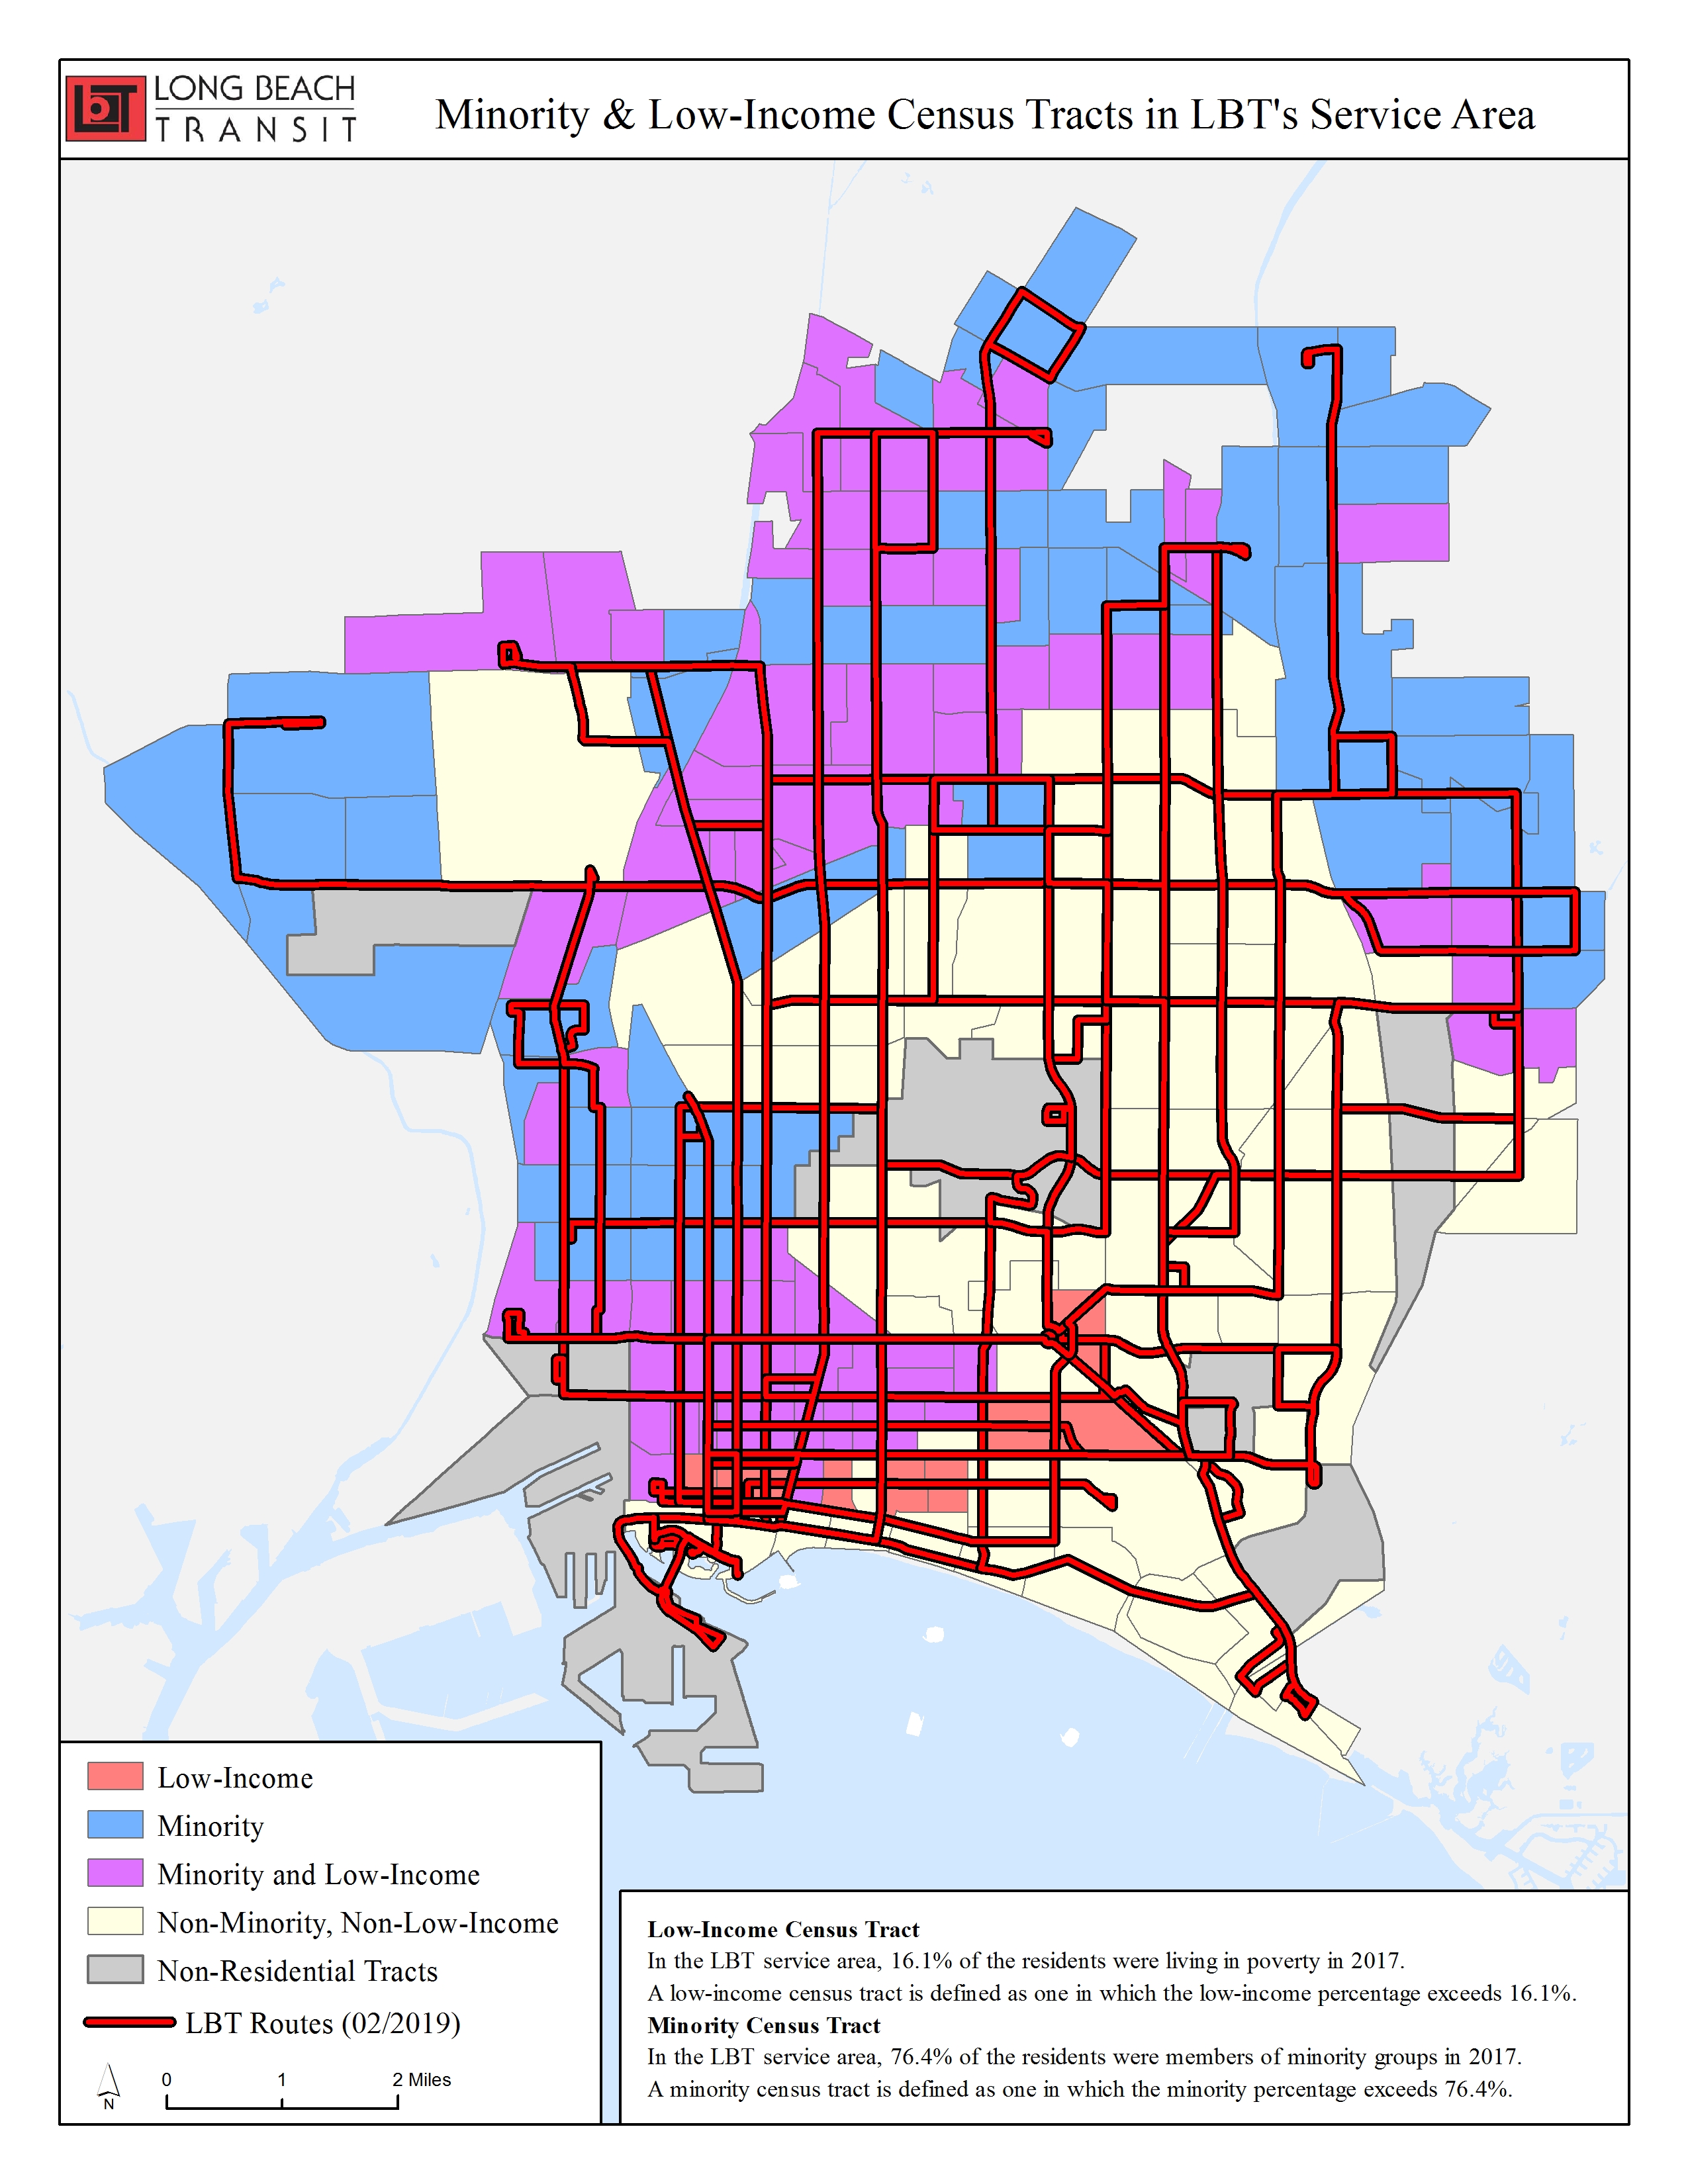 LBT
LONG BEACH
TRANSIT
Minority & Low-Income Census Tracts in LBT's Service Area
Low-Income
Minority
Minority and Low-Income
Non-Minority, Non-Low-Income
Non-Residential Tracts
LBT Routes (02/2019)
N
0 1 2 Miles
Low-Income Census Tract
In the LBT service area, 16.1% of the residents were living in poverty in 2017.
A low-income census tract is defined as one in which the low-income percentage exceeds 16.1%.
Minority Census Tract
In the LBT service area, 76.4% of the residents were members of minority groups in 2017.
A minority census tract is defined as one in which the minority percentage exceeds 76.4%.